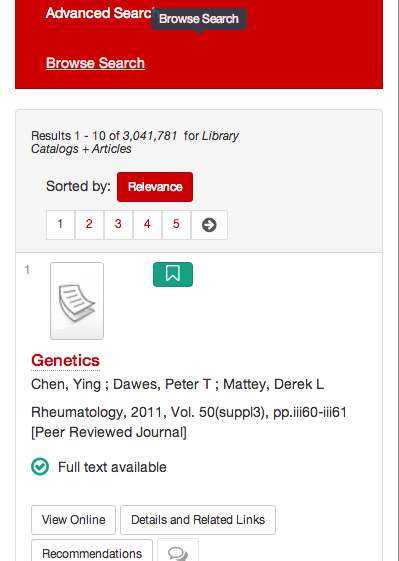 Advanced Search
Browse Search
Browse Search
Results 1 - 10 of 3,041,781 for Library
Catalogs + Articles
Sorted by: Relevance
1 2 3 4 5
1
Genetics
Chen, Ying ; Dawes, Peter T ; Mattey, Derek L
Rheumatology, 2011, Vol. 50(suppl3), pp.iii60-iii61
[Peer Reviewed Journal]
Full text available
View Online Details and Related Links
Recommendations